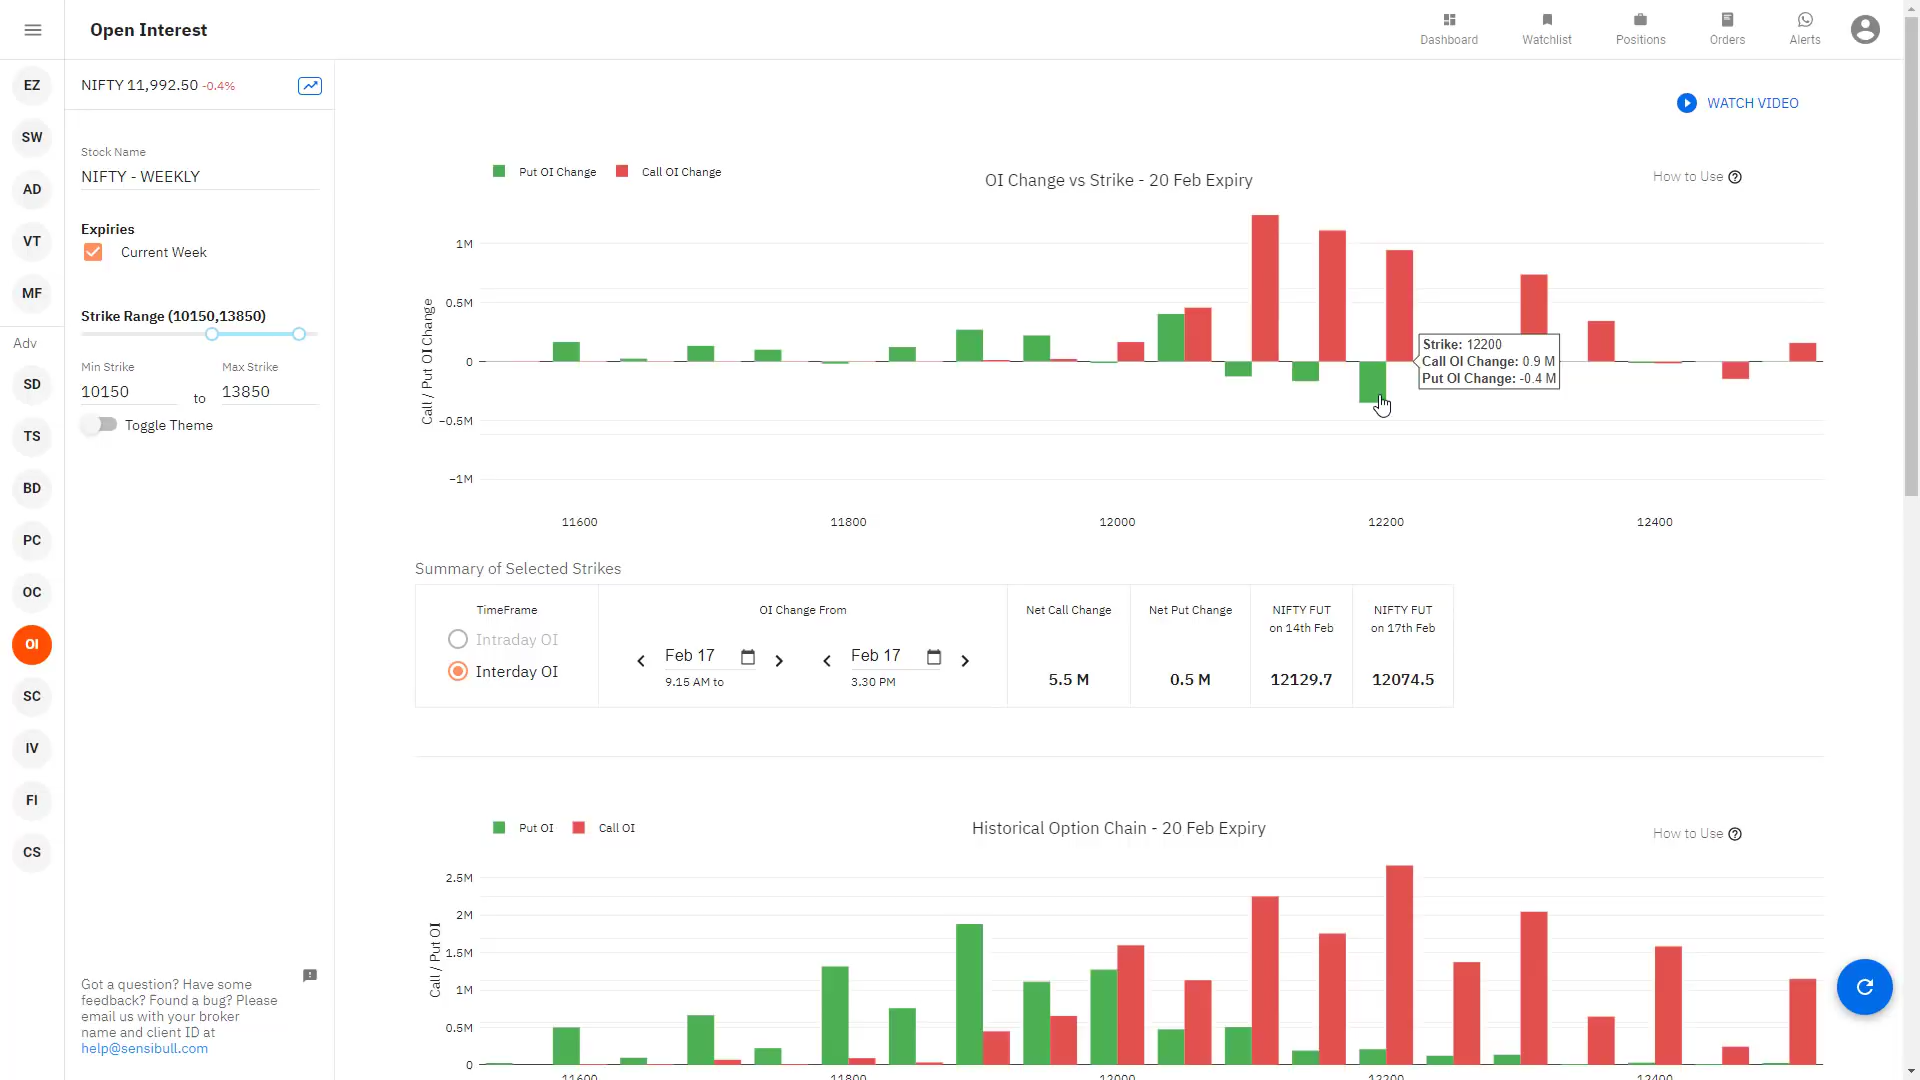 Open Interest
Dashboard
Watchlist
Positions
Orders
Alerts
EZ
SW
AD
VT
MF
Adv
SD
TS
BD
PC
OC
OI
SC
IV
FI
CS
NIFTY 11,992.50 -0.4%
Stock Name
NIFTY - WEEKLY
Expiries
Current Week
Strike Range (10150,13850)
Min Strike
Max Strike
10150
to
13850
Toggle Theme
Got a question? Have some
feedback? Found a bug? Please
email us with your broker
name and client ID at
help@sensibull.com
WATCH VIDEO
Put OI Change
Call OI Change
OI Change vs Strike - 20 Feb Expiry
How to Use
Call / Put OI Change
1M
0.5M
0
−0.5M
−1M
Strike: 12200
Call OI Change: 0.9 M
Put OI Change: -0.4 M
11600
11800
12000
12200
12400
Summary of Selected Strikes
TimeFrame
Intraday OI
Interday OI
OI Change From
Feb 17
9.15 AM to
Feb 17
3.30 PM
Net Call Change
5.5 M
Net Put Change
0.5 M
NIFTY FUT
on 14th Feb
12129.7
NIFTY FUT
on 17th Feb
12074.5
Put OI
Call OI
Historical Option Chain - 20 Feb Expiry
How to Use
Call / Put OI
2.5M
2M
1.5M
1M
0.5M
0
11600
11800
12000
12200
12400